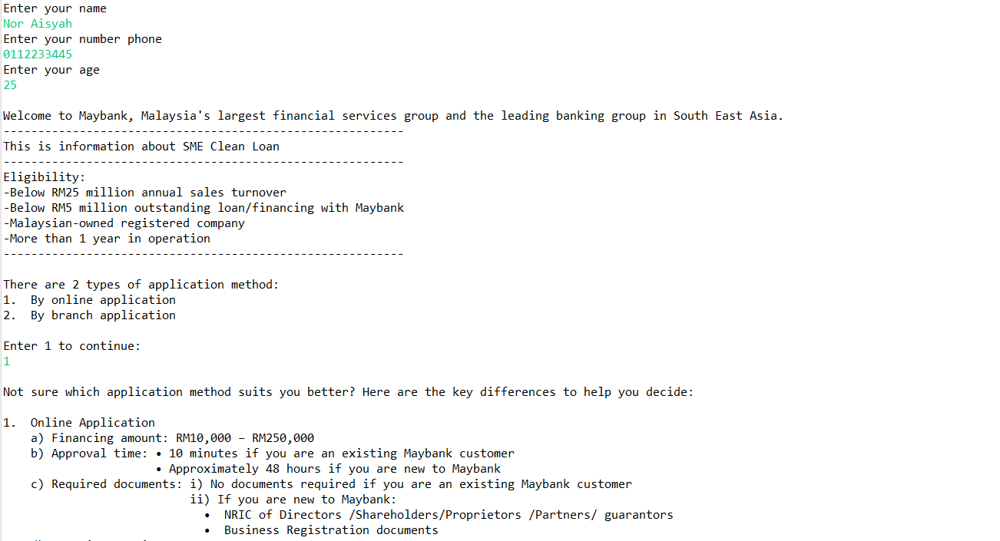 Enter your name
Nor Aisyah
Enter your number phone
0112233445
Enter your age
25
Welcome to Maybank, Malaysia's largest financial services group and the leading banking group in South East Asia.
----------------------------------------------------------
This is information about SME Clean Loan
----------------------------------------------------------
Eligibility:
-Below RM25 million annual sales turnover
-Below RM5 million outstanding loan/financing with Maybank
-Malaysian-owned registered company
-More than 1 year in operation
----------------------------------------------------------
There are 2 types of application method:
1.  By online application
2.  By branch application
Enter 1 to continue:
1
Not sure which application method suits you better? Here are the key differences to help you decide:
1.  Online Application
a) Financing amount: RM10,000 – RM250,000
b) Approval time: • 10 minutes if you are an existing Maybank customer
• Approximately 48 hours if you are new to Maybank
c) Required documents: i) No documents required if you are an existing Maybank customer
ii) If you are new to Maybank:
•  NRIC of Directors /Shareholders/Proprietors /Partners/ guarantors
•  Business Registration documents